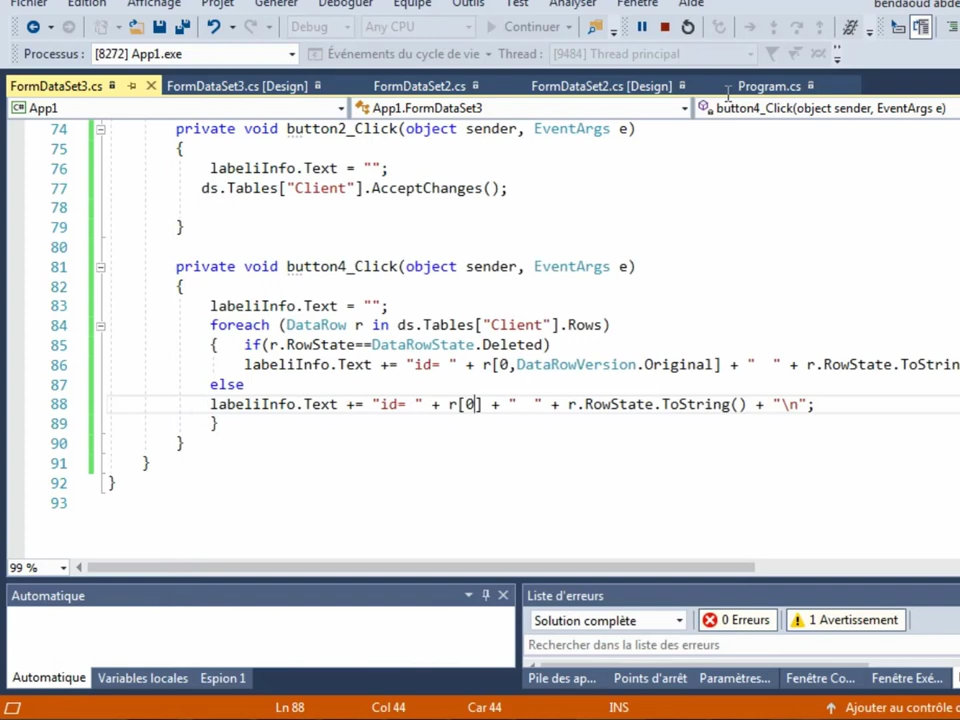 Édition Affichage Projet Générer Déboguer Équipe Outils Test Analyser Fenêtre Aide bendaoud abde
Debug Any CPU Continuer
Processus : [8272] App1.exe Événements du cycle de vie Thread : [9484] Thread principal
FormDataSet3.cs FormDataSet3.cs [Design] FormDataSet2.cs FormDataSet2.cs [Design] Program.cs
App1 App1.FormDataSet3 button4_Click(object sender, EventArgs e)
74 private void button2_Click(object sender, EventArgs e)
75 {
76 labeliInfo.Text = "";
77 ds.Tables["Client"].AcceptChanges();
78
79 }
80
81 private void button4_Click(object sender, EventArgs e)
82 {
83 labeliInfo.Text = "";
84 foreach (DataRow r in ds.Tables["Client"].Rows)
85 { if(r.RowState==DataRowState.Deleted)
86 labeliInfo.Text += "id= " + r[0,DataRowVersion.Original] + "  " + r.RowState.ToStrin
87 else
88 labeliInfo.Text += "id= " + r[0] + "  " + r.RowState.ToString() + "\n";
89 }
90 }
91 }
92 }
93
99 %
Automatique Liste d'erreurs
Solution complète 0 Erreurs 1 Avertissement
Rechercher dans la liste des erreurs
Automatique Variables locales Espion 1 Pile des ap... Points d'arrêt Paramètres... Fenêtre Co... Fenêtre Exé...
Ln 88 Col 44 Car 44 INS Ajouter au contrôle d